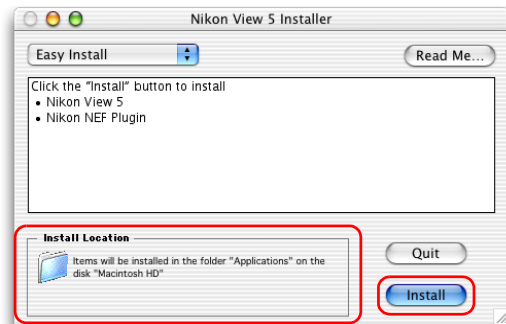 Nikon View 5 Installer
Easy Install
Read Me...
Click the "Install" button to install
• Nikon View 5
• Nikon NEF Plugin
Install Location
Items will be installed in the folder "Applications" on the
disk "Macintosh HD"
Quit
Install